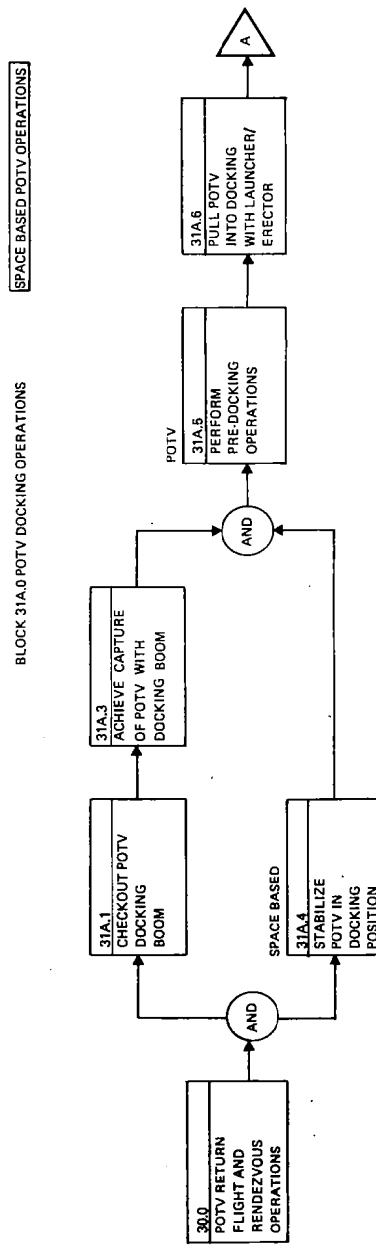 SPACE BASED POTV OPERATIONS
BLOCK 31A.0 POTV DOCKING OPERATIONS
30.0
POTV RETURN
FLIGHT AND
RENDEZVOUS
OPERATIONS
AND
31A.1
CHECKOUT POTV
DOCKING
BOOM
31A.3
ACHIEVE CAPTURE
OF POTV WITH
DOCKING BOOM
SPACE BASED
31A.4
STABILIZE
POTV IN
DOCKING
POSITION
AND
POTV
31A.5
PERFORM
PRE-DOCKING
OPERATIONS
31A.6
PULL POTV
INTO DOCKING
WITH LAUNCHER/
ERECTOR
A